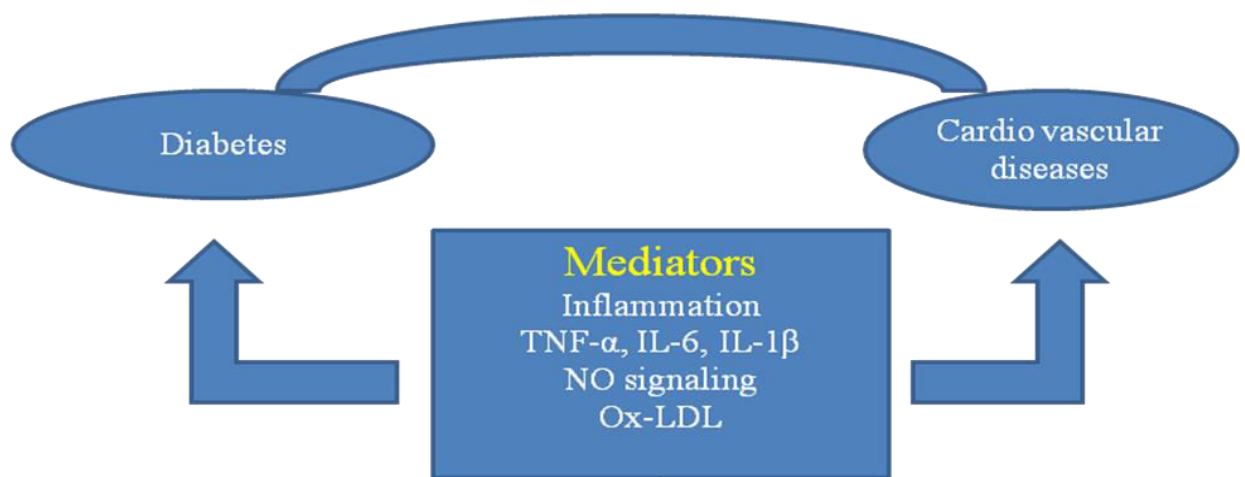 Diabetes
Cardio vascular
diseases
Mediators
Inflammation
TNF-α, IL-6, IL-1β
NO signaling
Ox-LDL